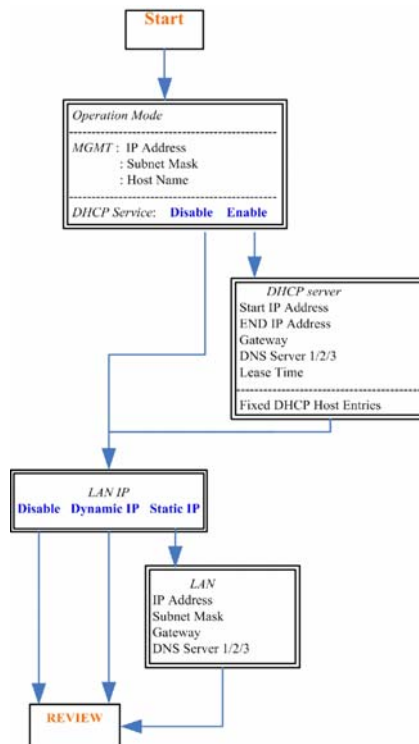 Start
Operation Mode
MGMT : IP Address
: Subnet Mask
: Host Name
DHCP Service: Disable Enable
DHCP server
Start IP Address
END IP Address
Gateway
DNS Server 1/2/3
Lease Time
Fixed DHCP Host Entries
LAN IP
Disable Dynamic IP Static IP
LAN
IP Address
Subnet Mask
Gateway
DNS Server 1/2/3
REVIEW